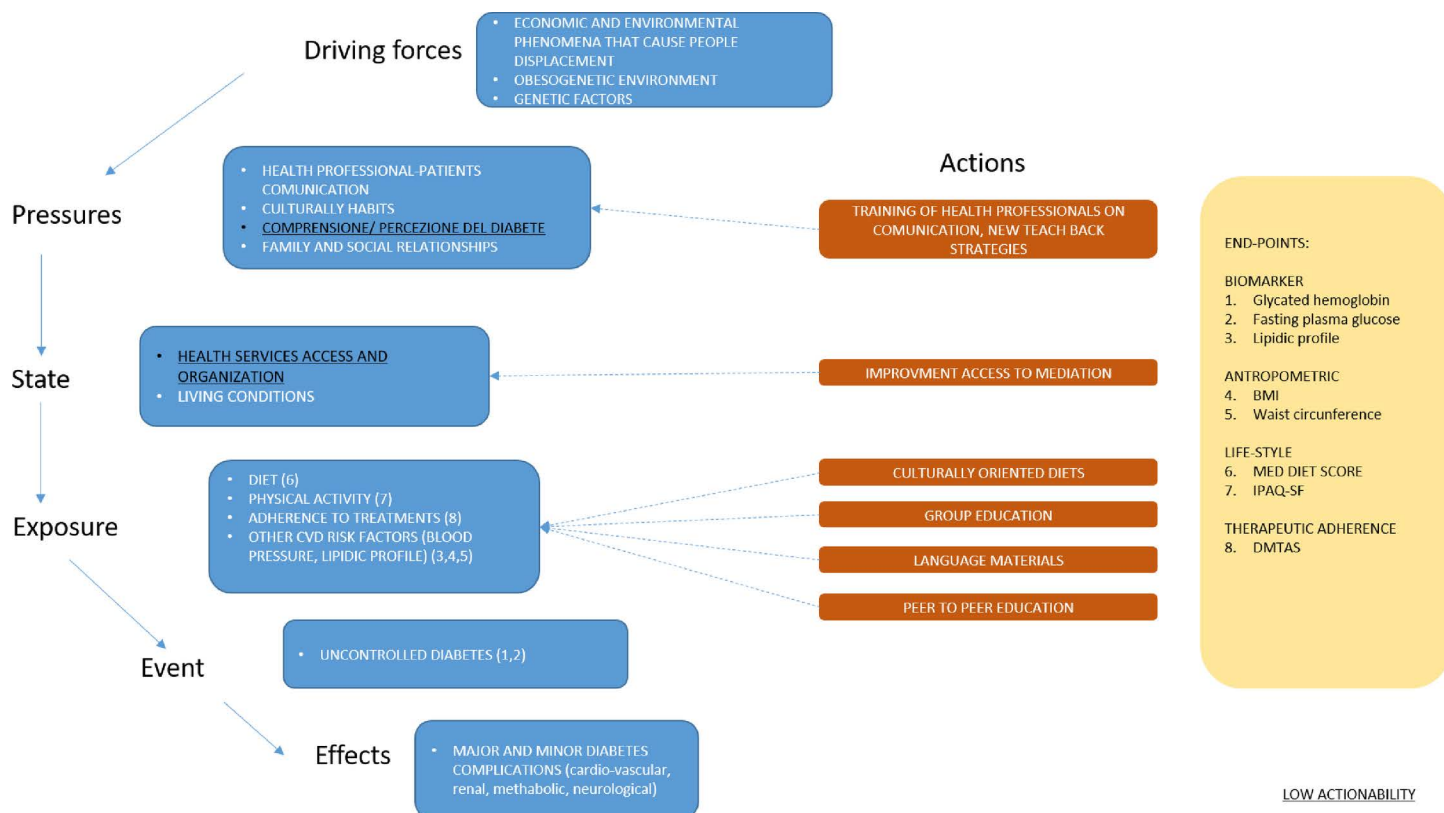 Driving forces
• ECONOMIC AND ENVIRONMENTAL
PHENOMENA THAT CAUSE PEOPLE
DISPLACEMENT
• OBESOGENETIC ENVIRONMENT
• GENETIC FACTORS
Pressures
• HEALTH PROFESSIONAL-PATIENTS
COMUNICATION
• CULTURALLY HABITS
• COMPRENSIONE/ PERCEZIONE DEL DIABETE
• FAMILY AND SOCIAL RELATIONSHIPS
Actions
TRAINING OF HEALTH PROFESSIONALS ON
COMUNICATION, NEW TEACH BACK
STRATEGIES
State
• HEALTH SERVICES ACCESS AND
ORGANIZATION
• LIVING CONDITIONS
IMPROVMENT ACCESS TO MEDIATION
Exposure
• DIET (6)
• PHYSICAL ACTIVITY (7)
• ADHERENCE TO TREATMENTS (8)
• OTHER CVD RISK FACTORS (BLOOD
PRESSURE, LIPIDIC PROFILE) (3,4,5)
CULTURALLY ORIENTED DIETS
GROUP EDUCATION
LANGUAGE MATERIALS
PEER TO PEER EDUCATION
Event
• UNCONTROLLED DIABETES (1,2)
Effects
• MAJOR AND MINOR DIABETES
COMPLICATIONS (cardio-vascular,
renal, methabolic, neurological)
END-POINTS:
BIOMARKER
1. Glycated hemoglobin
2. Fasting plasma glucose
3. Lipidic profile
ANTROPOMETRIC
4. BMI
5. Waist circunference
LIFE-STYLE
6. MED DIET SCORE
7. IPAQ-SF
THERAPEUTIC ADHERENCE
8. DMTAS
LOW ACTIONABILITY